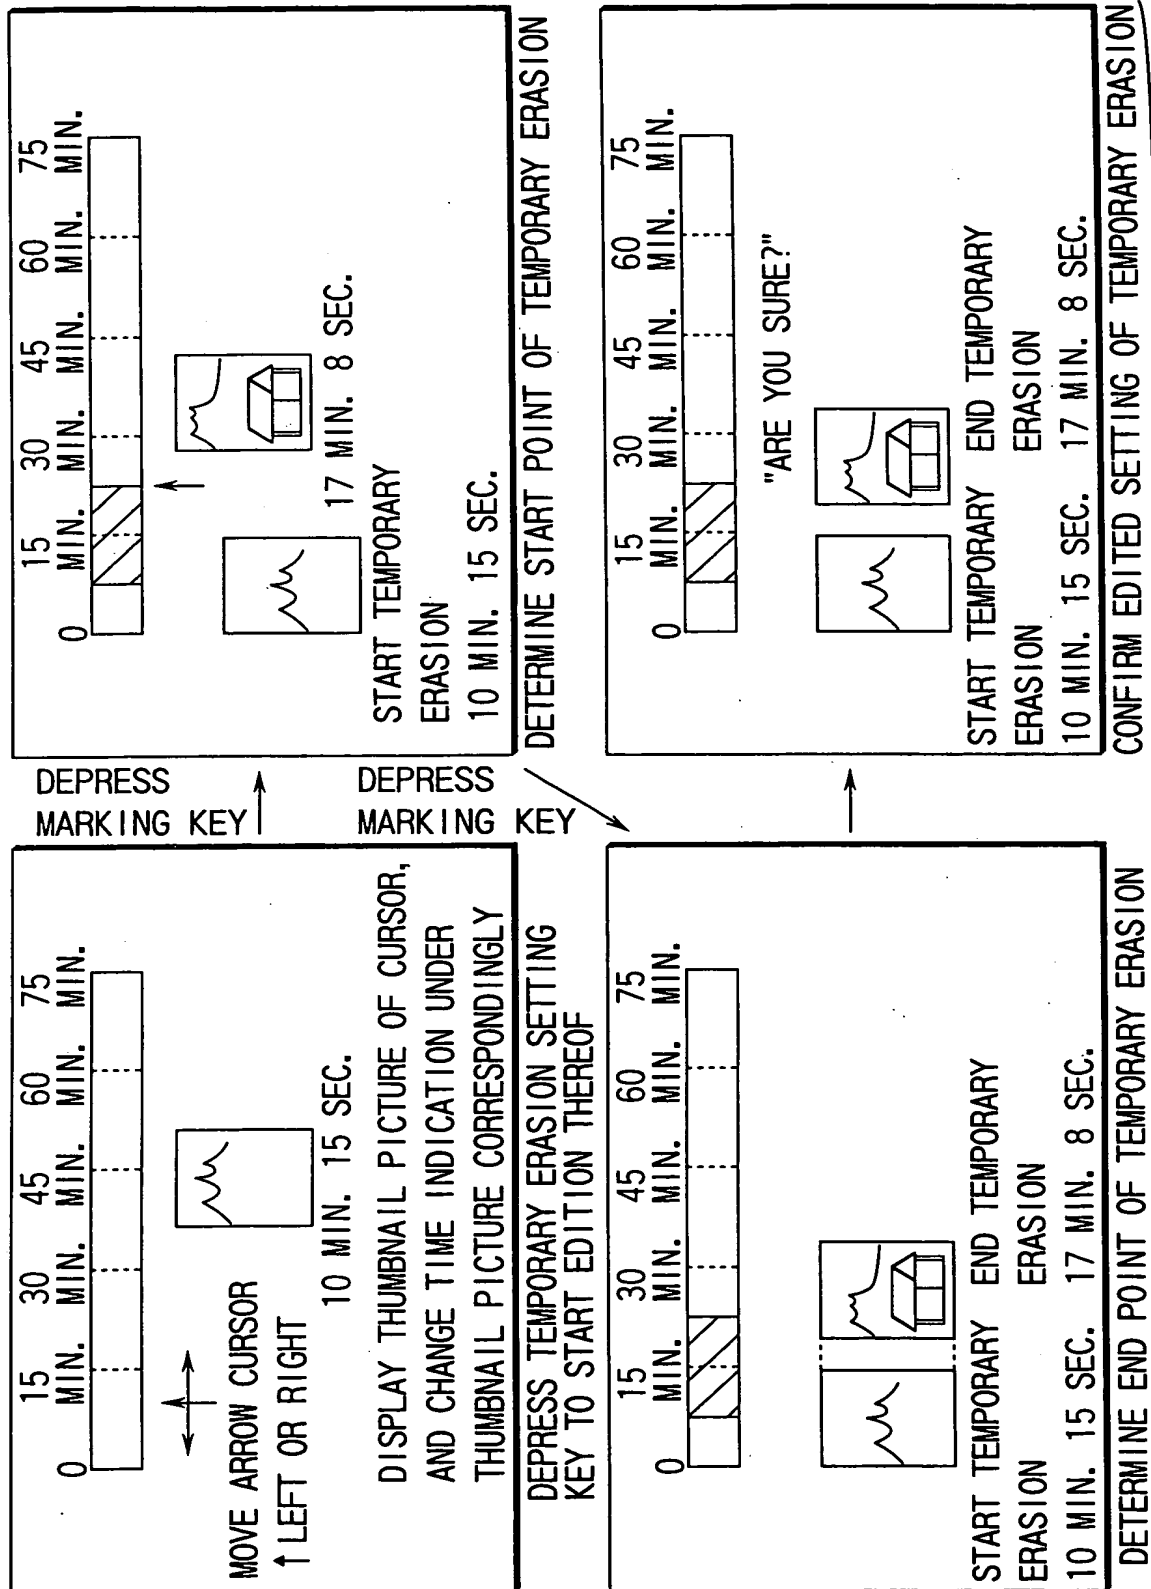 0
15 MIN.
30 MIN.
45 MIN.
60 MIN.
75 MIN.
MOVE ARROW CURSOR
↑ LEFT OR RIGHT
10 MIN. 15 SEC.
DISPLAY THUMBNAIL PICTURE OF CURSOR,
AND CHANGE TIME INDICATION UNDER
THUMBNAIL PICTURE CORRESPONDINGLY
DEPRESS TEMPORARY ERASION SETTING
KEY TO START EDITION THEREOF
DEPRESS
MARKING KEY
0
15 MIN.
30 MIN.
45 MIN.
60 MIN.
75 MIN.
17 MIN. 8 SEC.
START TEMPORARY
ERASION
10 MIN. 15 SEC.
DETERMINE START POINT OF TEMPORARY ERASION
DEPRESS
MARKING KEY
0
15 MIN.
30 MIN.
45 MIN.
60 MIN.
75 MIN.
START TEMPORARY END TEMPORARY
ERASION ERASION
10 MIN. 15 SEC. 17 MIN. 8 SEC.
DETERMINE END POINT OF TEMPORARY ERASION
0
15 MIN.
30 MIN.
45 MIN.
60 MIN.
75 MIN.
"ARE YOU SURE?"
START TEMPORARY END TEMPORARY
ERASION ERASION
10 MIN. 15 SEC. 17 MIN. 8 SEC.
CONFIRM EDITED SETTING OF TEMPORARY ERASION